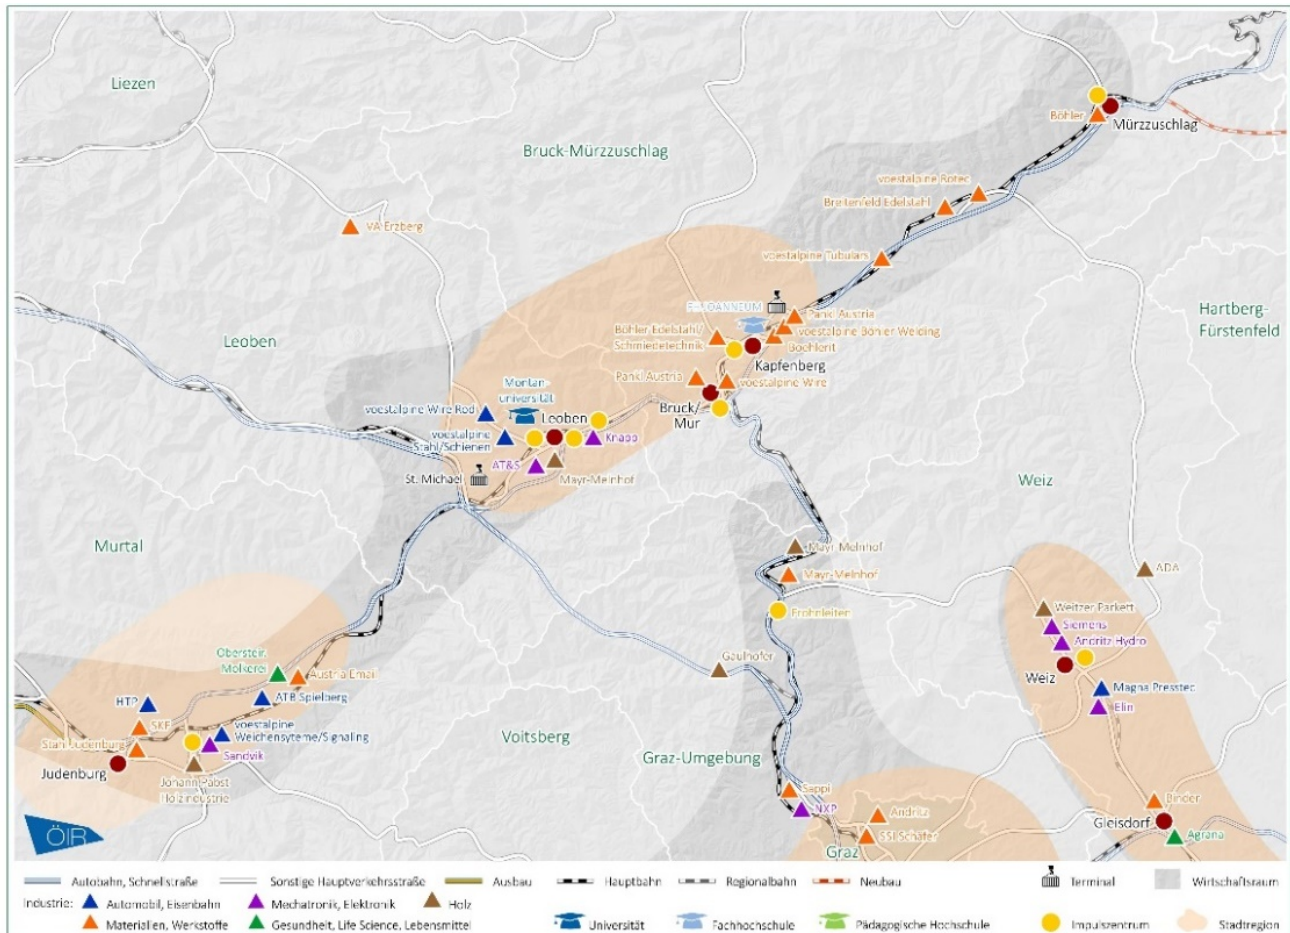 Liezen
Böhler
Mürzzuschlag
Bruck-Mürzzuschlag
voestalpine Rotec
Breitenfeld Edelstahl
VA Erzberg
voestalpine Tubulars
Hartberg-
Fürstenfeld
FH JOANNEUM
Pankl Austria
Leoben
Böhler Edelstahl/
Schmiedetechnik
voestalpine Böhler Welding
Boehlerit
Kapfenberg
Pankl Austria
voestalpine Wire
Montan-
universität
Bruck/
Mur
voestalpine Wire Rod
Leoben
voestalpine
Stahl/Schienen
Knapp
AT&S
St. Michael
Mayr-Melnhof
Weiz
Murtal
Mayr Melnhof
Mayr-Melnhof
ADA
Frohnleiten
Weitzer Parkett
Siemens
Andritz Hydro
Obersteir.
Molkerei
Austria Email
Gaulhofer
Weiz
HTP
ATB Spielberg
Magna Presstec
Elin
SKF
voestalpine
Weichensyteme/Signaling
Stahl Judenburg
Sandvik
Voitsberg
Graz-Umgebung
Judenburg
Johann Pabst
Holzindustrie
Sappi
NXP
Andritz
Binder
Gleisdorf
SSI Schäfer
Agrana
ÖIR
Graz
Autobahn, Schnellstraße
Sonstige Hauptverkehrsstraße
Ausbau
Hauptbahn
Regionalbahn
Neubau
Terminal
Wirtschaftsraum
Industrie:
Automobil, Eisenbahn
Mechatronik, Elektronik
Holz
Materialien, Werkstoffe
Gesundheit, Life Science, Lebensmittel
Universität
Fachhochschule
Pädagogische Hochschule
Impulszentrum
Stadtregion